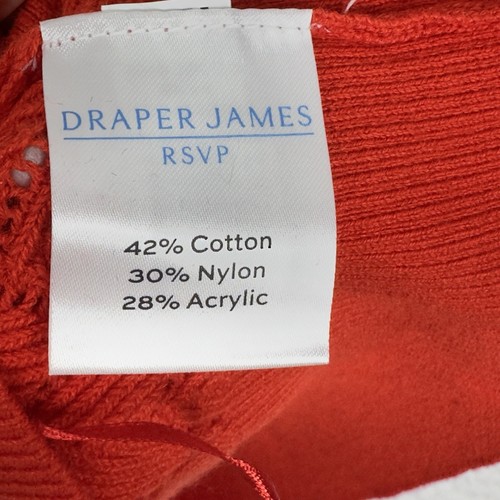 DRAPER JAMES
RSVP
42% Cotton
30% Nylon
28% Acrylic